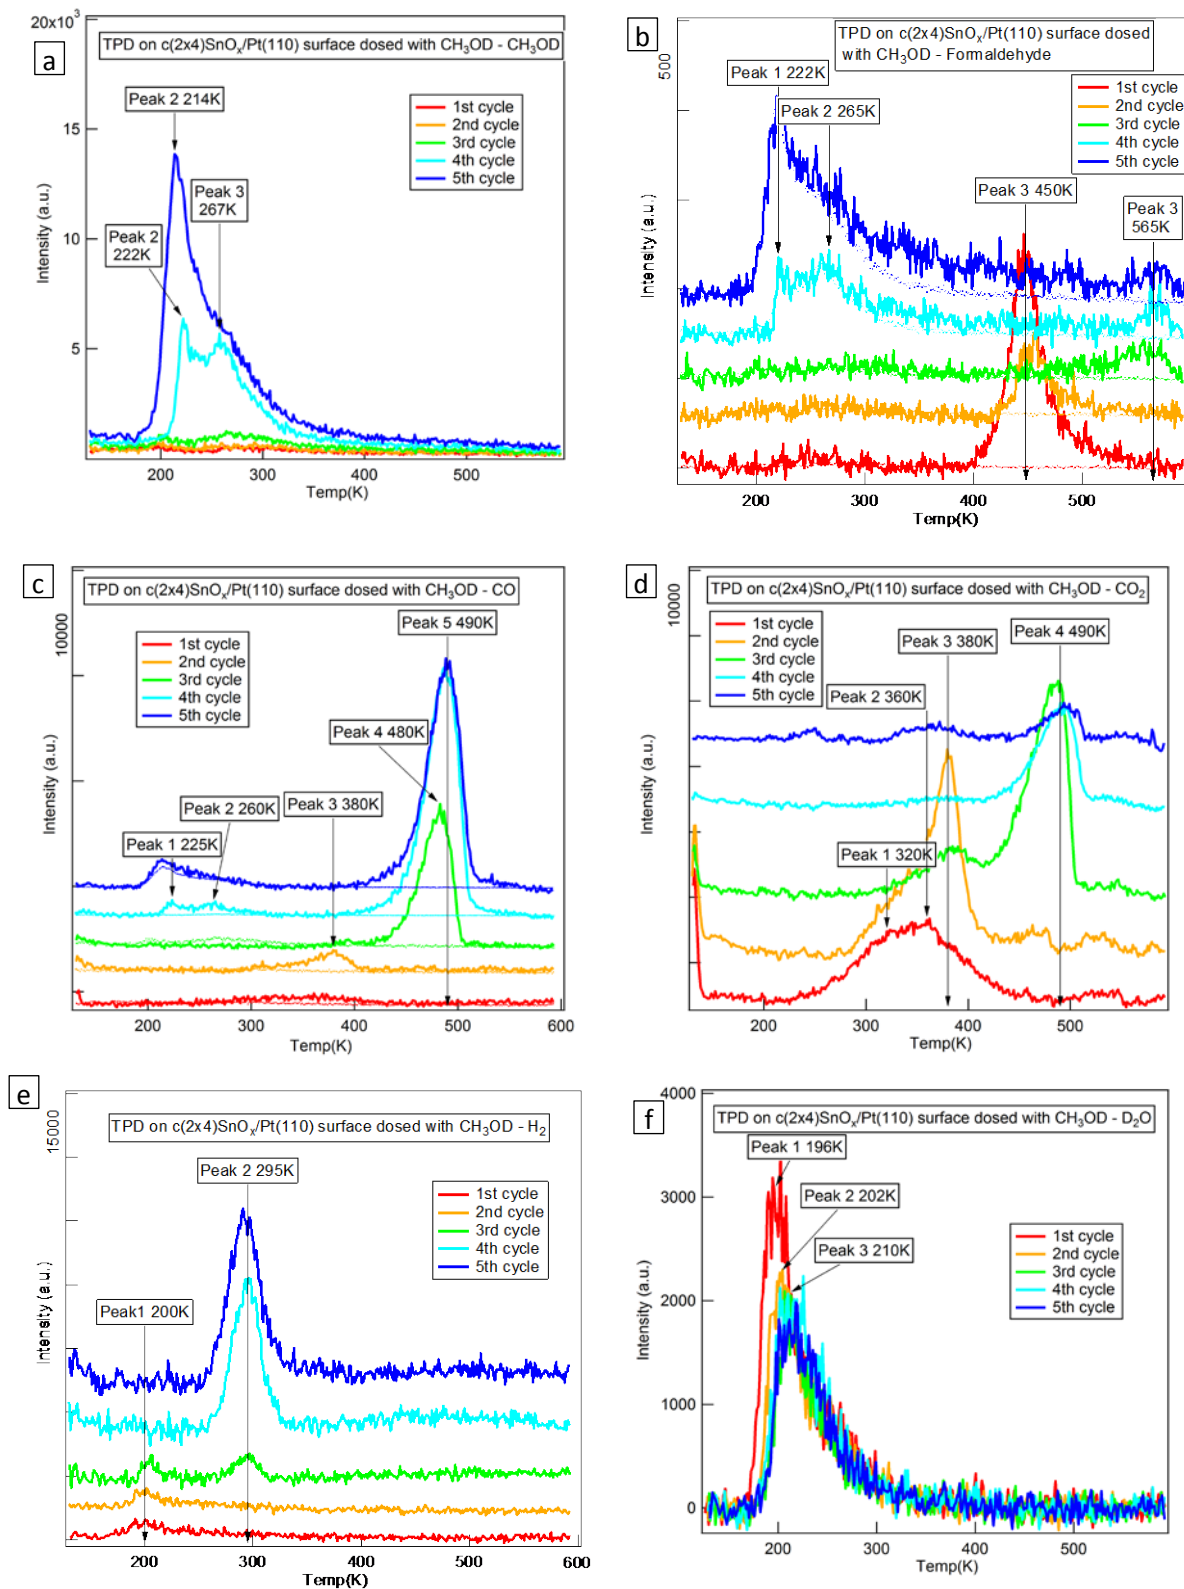 a
20x10³
TPD on c(2x4)SnOₓ/Pt(110) surface dosed with CH₃OD - CH₃OD
Peak 2 214K
Peak 3
267K
Peak 2
222K
1st cycle
2nd cycle
3rd cycle
4th cycle
5th cycle
15
10
5
Intensity (a.u.)
200
300
400
500
Temp(K)
b
500
TPD on c(2x4)SnOₓ/Pt(110) surface dosed
with CH₃OD - Formaldehyde
Peak 1 222K
Peak 2 265K
Peak 3 450K
Peak 3
565K
1st cycle
2nd cycle
3rd cycle
4th cycle
5th cycle
Intensity (a.u.)
200
300
400
500
Temp(K)
c
10000
TPD on c(2x4)SnOₓ/Pt(110) surface dosed with CH₃OD - CO
1st cycle
2nd cycle
3rd cycle
4th cycle
5th cycle
Peak 5 490K
Peak 4 480K
Peak 3 380K
Peak 2 260K
Peak 1 225K
Intensity (a.u.)
200
300
400
500
600
Temp(K)
d
10000
TPD on c(2x4)SnOₓ/Pt(110) surface dosed with CH₃OD - CO₂
1st cycle
2nd cycle
3rd cycle
4th cycle
5th cycle
Peak 3 380K
Peak 4 490K
Peak 2 360K
Peak 1 320K
Intensity (a.u.)
200
300
400
500
Temp(K)
e
15000
TPD on c(2x4)SnOₓ/Pt(110) surface dosed with CH₃OD - H₂
Peak 2 295K
Peak1 200K
1st cycle
2nd cycle
3rd cycle
4th cycle
5th cycle
Intensity (a.u.)
200
300
400
500
600
Temp(K)
f
4000
TPD on c(2x4)SnOₓ/Pt(110) surface dosed with CH₃OD - D₂O
Peak 1 196K
Peak 2 202K
Peak 3 210K
1st cycle
2nd cycle
3rd cycle
4th cycle
5th cycle
3000
2000
1000
0
Intensity (a.u.)
200
300
400
500
Temp(K)